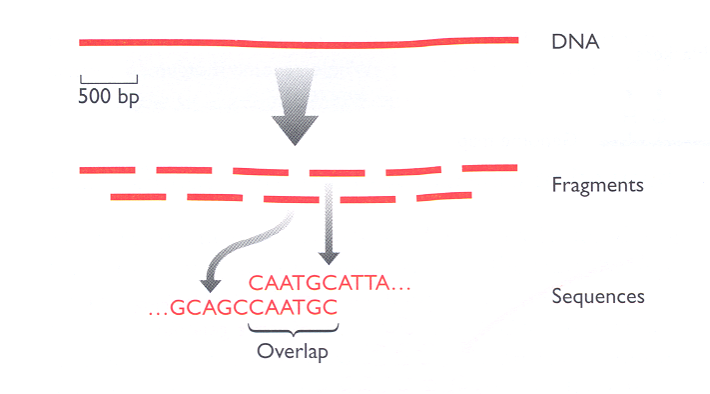 DNA
500 bp
Fragments
CAATGCATTA...
Sequences
...GCAGCCAATGC
Overlap